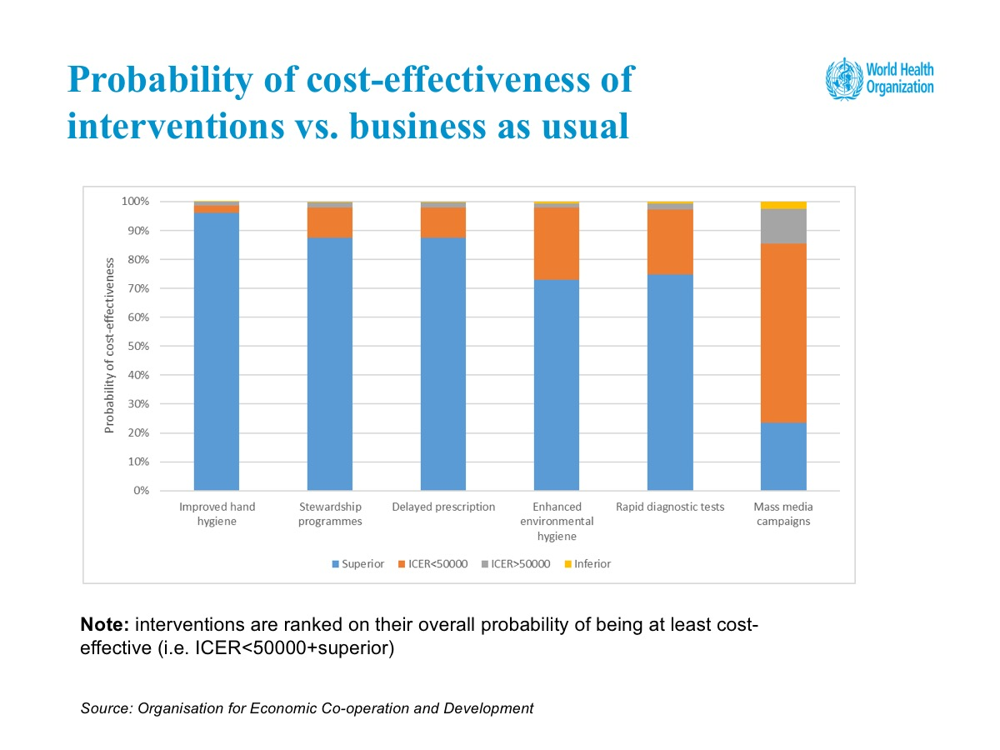 Probability of cost-effectiveness of
interventions vs. business as usual
World Health
Organization
Probability of cost-effectiveness
100%
90%
80%
70%
60%
50%
40%
30%
20%
10%
0%
Improved hand
hygiene
Stewardship
programmes
Delayed prescription
Enhanced
environmental
hygiene
Rapid diagnostic tests
Mass media
campaigns
Superior ICER<50000 ICER>50000 Inferior
Note: interventions are ranked on their overall probability of being at least cost-
effective (i.e. ICER<50000+superior)
Source: Organisation for Economic Co-operation and Development